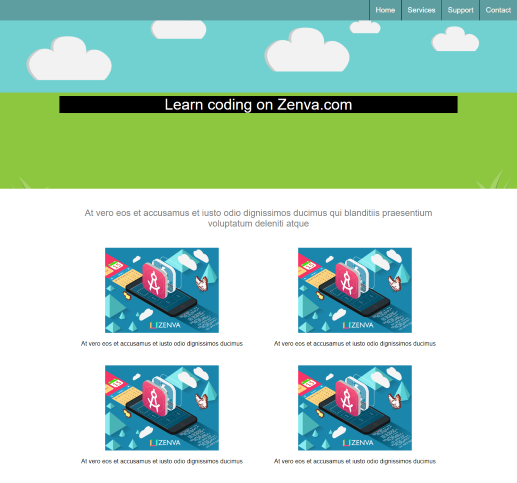 Home Services Support Contact
Learn coding on Zenva.com
At vero eos et accusamus et iusto odio dignissimos ducimus qui blanditiis praesentium
voluptatum deleniti atque
ZENVA ZENVA
At vero eos et accusamus et iusto odio dignissimos ducimus At vero eos et accusamus et iusto odio dignissimos ducimus
ZENVA ZENVA
At vero eos et accusamus et iusto odio dignissimos ducimus At vero eos et accusamus et iusto odio dignissimos ducimus